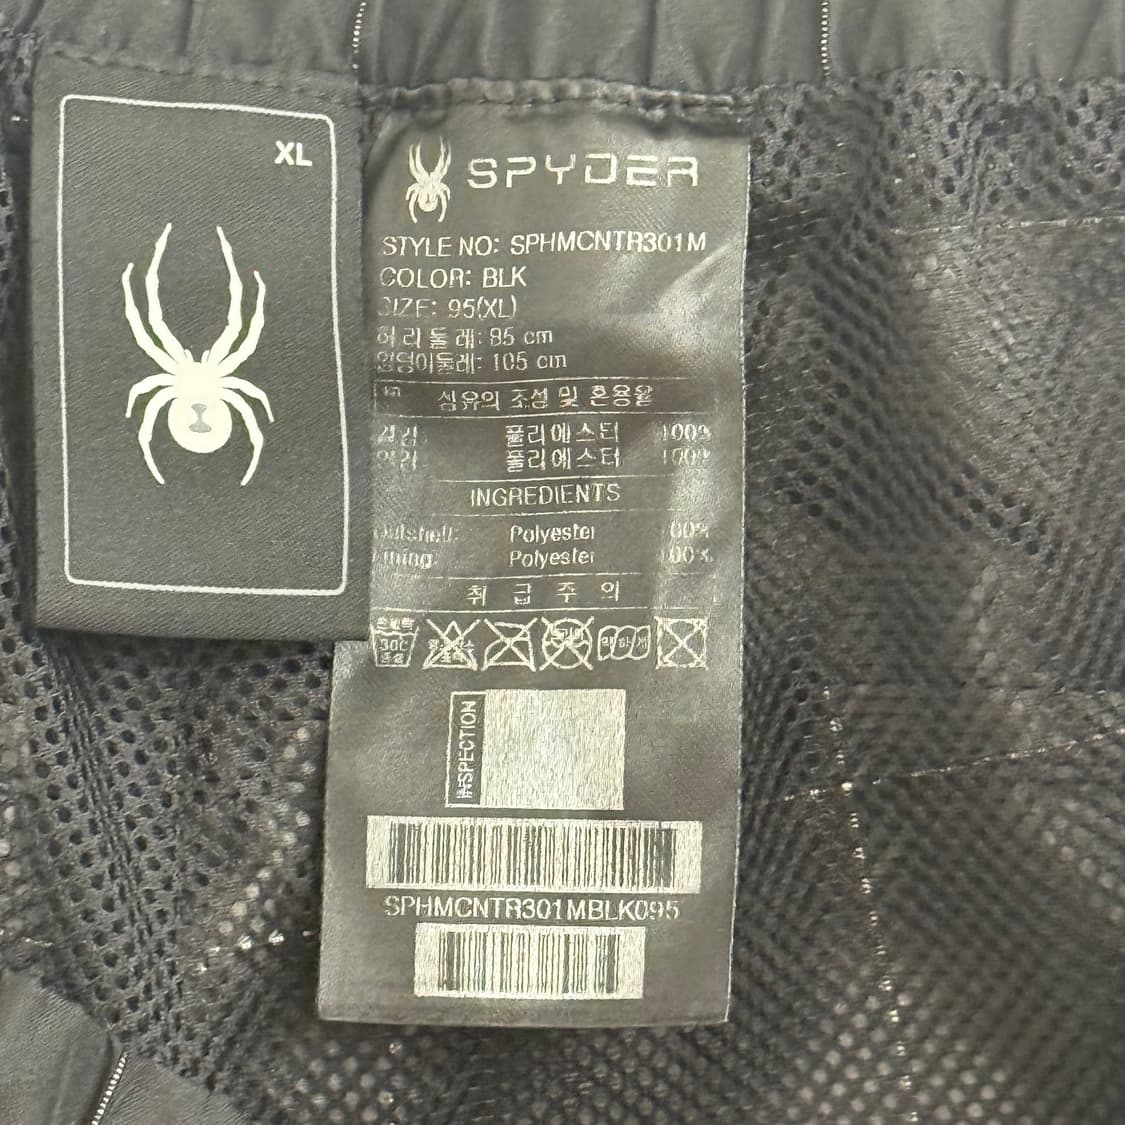 XL
SPYDER
STYLE NO: SPHMCNTR301M
COLOR: BLK
SIZE: 95(XL)
허리둘레: 85 cm
엉덩이둘레: 105 cm
섬유의 조성 및 혼용율
겉감: 폴리에스터 100%
안감: 폴리에스터 100%
INGREDIENTS
Outshell: Polyester 100%
Lining: Polyester 100%
취 급 주 의
30℃
INSPECTION
SPHMCNTR301MBLK095